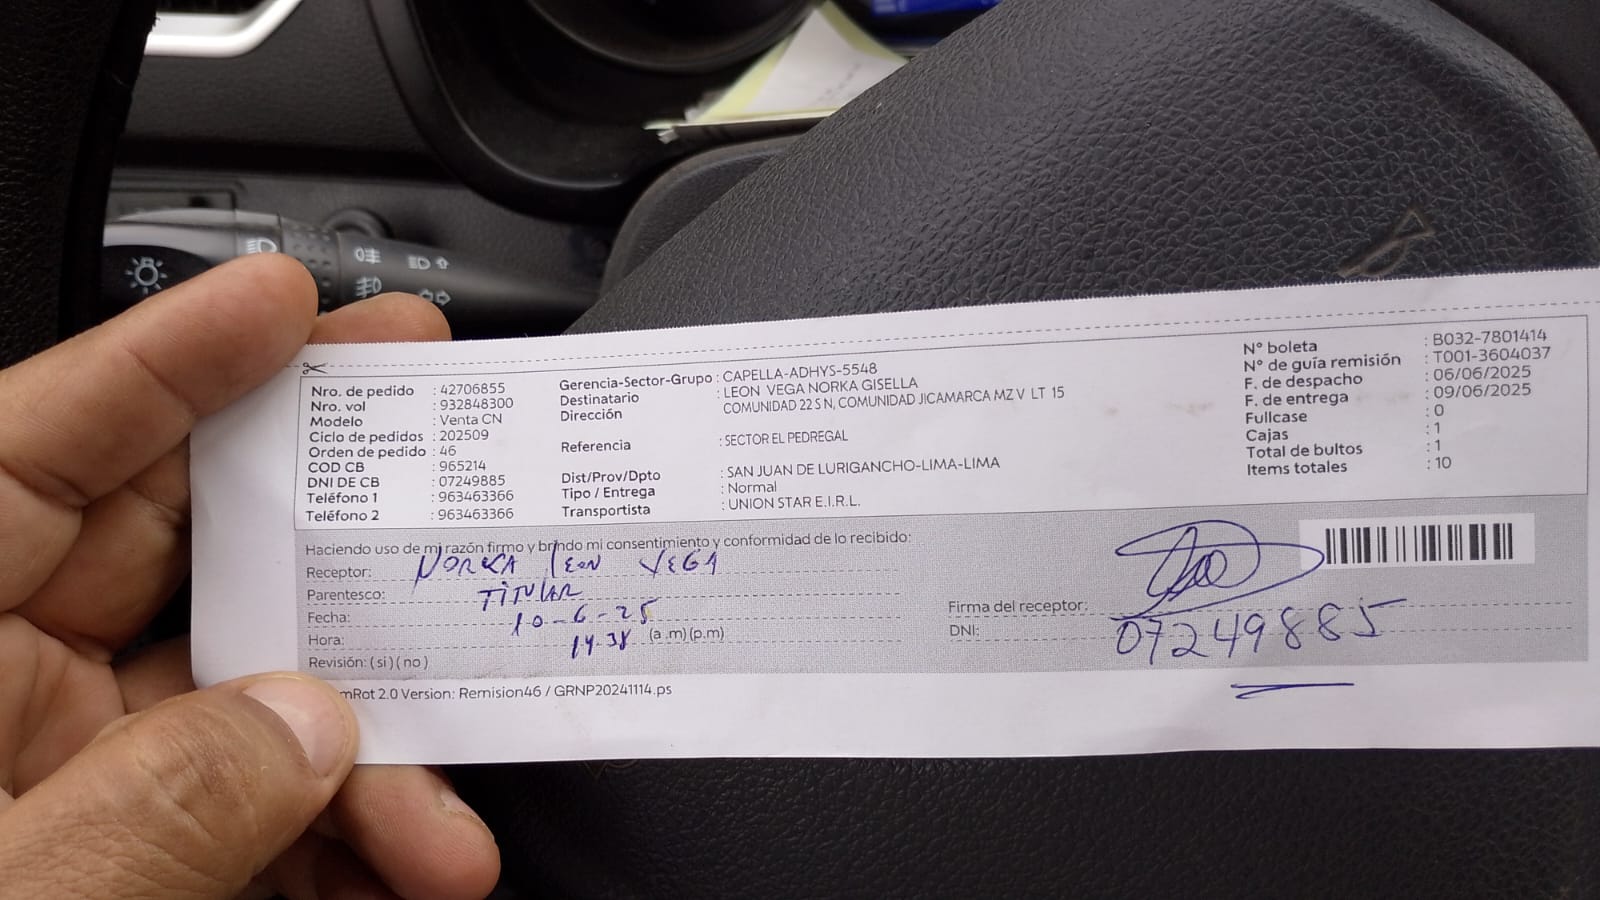 Nro. de pedido : 42706855
Nro. vol : 932848300
Modelo : Venta CN
Ciclo de pedidos : 202509
Orden de pedido : 46
COD CB : 965214
DNI DE CB : 07249885
Teléfono 1 : 963463366
Teléfono 2 : 963463366
Gerencia-Sector-Grupo : CAPELLA-ADHYS-5548
Destinatario : LEON VEGA NORKA GISELLA
Dirección COMUNIDAD 22 S N, COMUNIDAD JICAMARCA MZ V LT 15
Referencia : SECTOR EL PEDREGAL
Dist/Prov/Dpto : SAN JUAN DE LURIGANCHO-LIMA-LIMA
Tipo / Entrega : Normal
Transportista : UNION STAR E.I.R.L.
N° boleta : B032-7801414
N° de guía remisión : T001-3604037
F. de despacho : 06/06/2025
F. de entrega : 09/06/2025
Fullcase : 0
Cajas : 1
Total de bultos : 1
Items totales : 10
Haciendo uso de mi razón firmo y brindo mi consentimiento y conformidad de lo recibido:
Receptor: NORKA LEON VEGA
Parentesco: TITULAR
Fecha: 10-6-25
Hora: 14.38 (a .m) (p.m)
Revisión: ( si ) ( no )
Firma del receptor:
DNI: 07249885
mRot 2.0 Version: Remision46 / GRNP20241114.ps